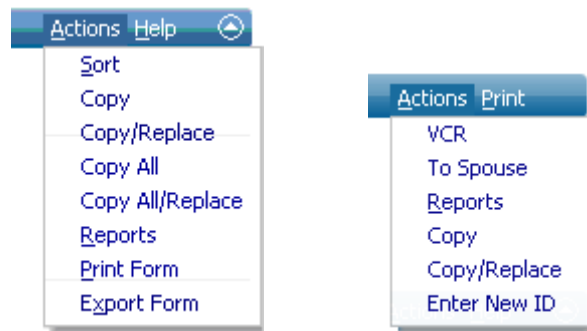 Actions Help
Sort
Copy
Copy/Replace
Copy All
Copy All/Replace
Reports
Print Form
Export Form
Actions Print
VCR
To Spouse
Reports
Copy
Copy/Replace
Enter New ID